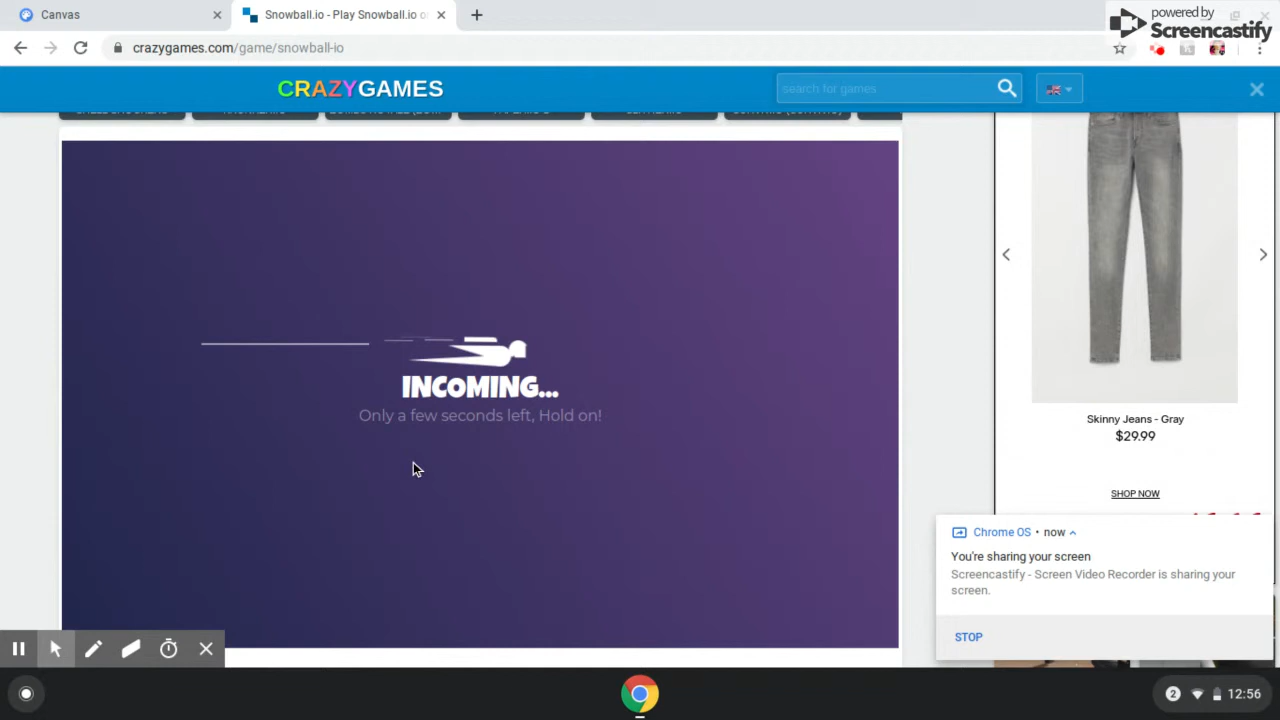 Canvas
Snowball.io - Play Snowball.io o
powered by
Screencastify
crazygames.com/game/snowball-io
CRAZYGAMES
search for games
INCOMING...
Only a few seconds left, Hold on!
Skinny Jeans - Gray
$29.99
SHOP NOW
Chrome OS • now
You're sharing your screen
Screencastify - Screen Video Recorder is sharing your
screen.
STOP
2
12:56